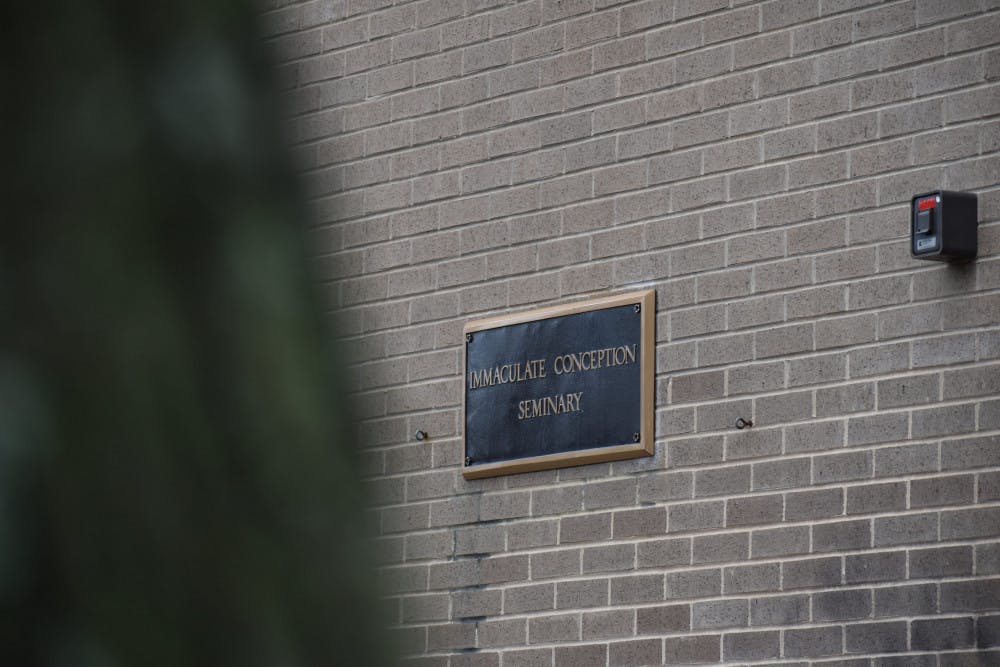 IMMACULATE CONCEPTION
SEMINARY